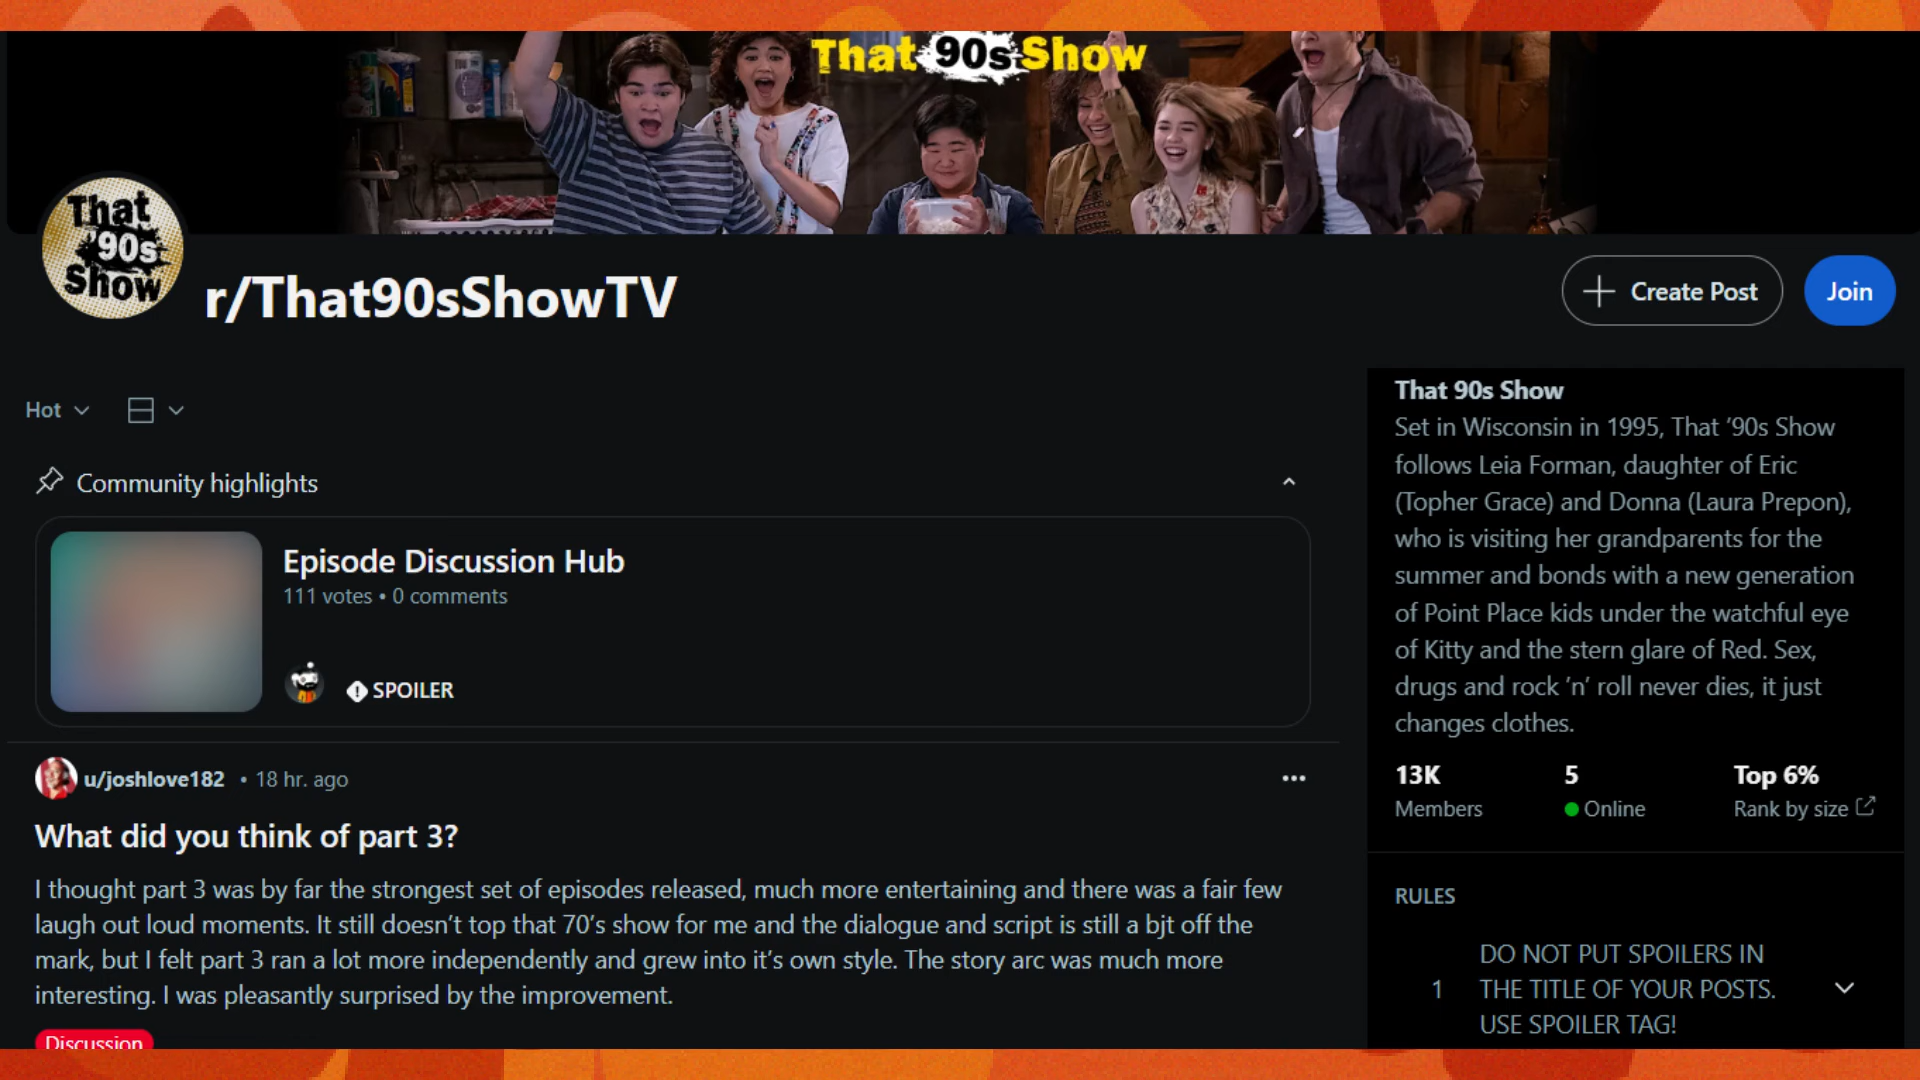 That 90s Show
That
'90s
Show
r/That90sShowTV
Create Post
Join
Hot
Community highlights
Episode Discussion Hub
111 votes • 0 comments
SPOILER
u/joshlove182 • 18 hr. ago
What did you think of part 3?
I thought part 3 was by far the strongest set of episodes released, much more entertaining and there was a fair few
laugh out loud moments. It still doesn’t top that 70’s show for me and the dialogue and script is still a bjt off the
mark, but I felt part 3 ran a lot more independently and grew into it’s own style. The story arc was much more
interesting. I was pleasantly surprised by the improvement.
Discussion
That 90s Show
Set in Wisconsin in 1995, That ’90s Show
follows Leia Forman, daughter of Eric
(Topher Grace) and Donna (Laura Prepon),
who is visiting her grandparents for the
summer and bonds with a new generation
of Point Place kids under the watchful eye
of Kitty and the stern glare of Red. Sex,
drugs and rock ’n’ roll never dies, it just
changes clothes.
13K 5 Top 6%
Members Online Rank by size
RULES
DO NOT PUT SPOILERS IN
1 THE TITLE OF YOUR POSTS.
USE SPOILER TAG!